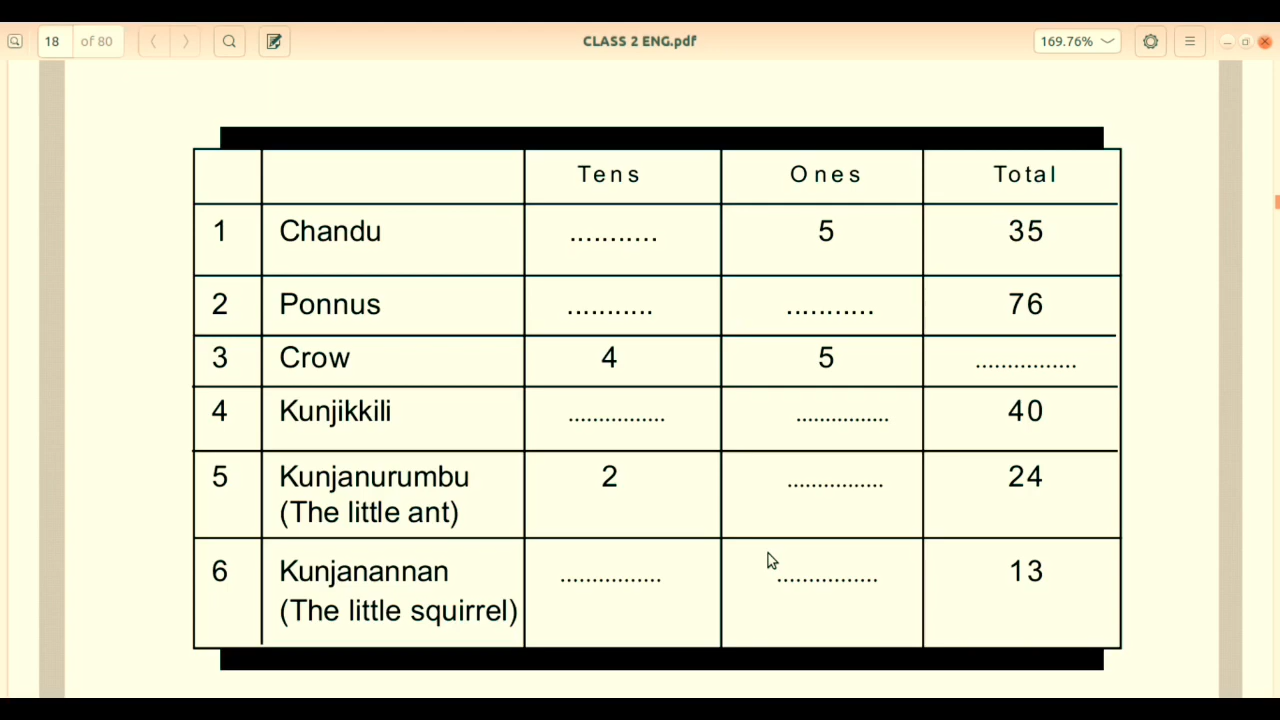 18 of 80 CLASS 2 ENG.pdf 169.76%
Tens Ones Total
1 Chandu ........... 5 35
2 Ponnus ........... ........... 76
3 Crow 4 5 ................
4 Kunjikkili ................ ............... 40
5 Kunjanurumbu 2 ................ 24
(The little ant)
6 Kunjanannan ................ ................ 13
(The little squirrel)